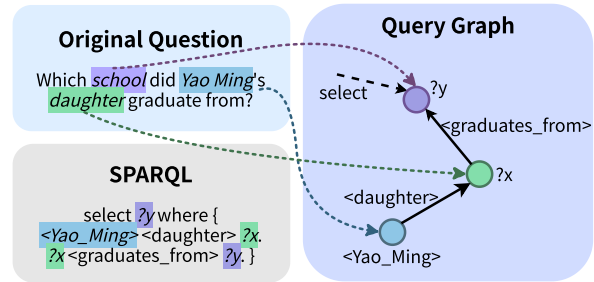 Original Question
Which school did Yao Ming's
daughter graduate from?
SPARQL
select ?y where {
<Yao_Ming> <daughter> ?x.
?x <graduates_from> ?y. }
Query Graph
?y
select
<graduates_from>
?x
<daughter>
<Yao_Ming>